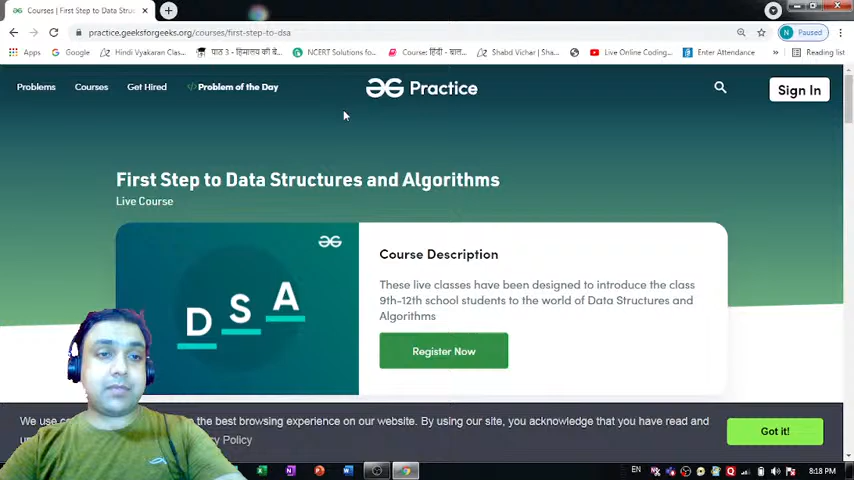 Courses | First Step to Data Struc
practice.geeksforgeeks.org/courses/first-step-to-dsa
Paused
Apps Google Hindi Vyakaran Clas... पाठ 3 - हिमालय की बे... NCERT Solutions fo... Course: हिंदी - बाल... Shabd Vichar | Sha... Live Online Coding... Enter Attendance » Reading list
Problems Courses Get Hired Problem of the Day Practice Sign In
First Step to Data Structures and Algorithms
Live Course
DSA
Course Description
These live classes have been designed to introduce the class
9th-12th school students to the world of Data Structures and
Algorithms
Register Now
We use co the best browsing experience on our website. By using our site, you acknowledge that you have read and
cy Policy
Got it!
EN 8:18 PM